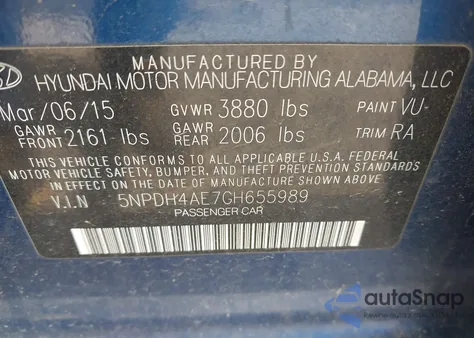 MANUFACTURED BY
HYUNDAI MOTOR MANUFACTURING ALABAMA, LLC
Mar/06/15 GVWR 3880 lbs PAINT VU-
GAWR FRONT 2161 lbs GAWR REAR 2006 lbs TRIM RA
THIS VEHICLE CONFORMS TO ALL APPLICABLE U.S.A. FEDERAL
MOTOR VEHICLE SAFETY, BUMPER, AND THEFT PREVENTION STANDARDS
IN EFFECT ON THE DATE OF MANUFACTURE SHOWN ABOVE.
V.I.N 5NPDH4AE7GH655989
PASSENGER CAR
autoSnap